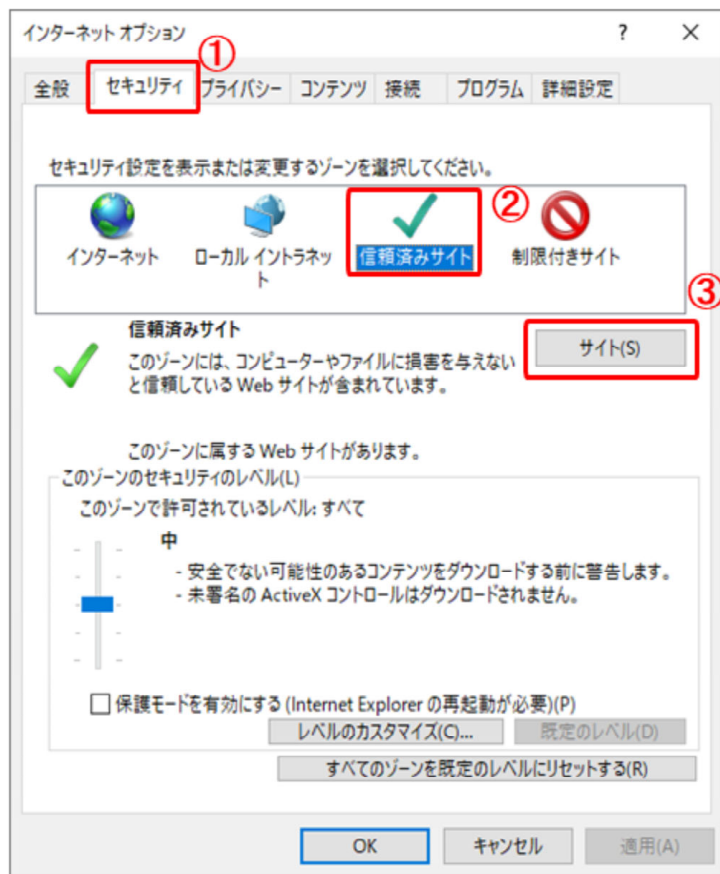 インターネット オプション ? ×
①
全般 セキュリティ プライバシー コンテンツ 接続 プログラム 詳細設定
セキュリティ設定を表示または変更するゾーンを選択してください。
②
インターネット ローカル イントラネッ 信頼済みサイト 制限付きサイト
ト
③
信頼済みサイト サイト(S)
このゾーンには、コンピューターやファイルに損害を与えない
と信頼している Web サイトが含まれています。
このゾーンに属する Web サイトがあります。
このゾーンのセキュリティのレベル(L)
このゾーンで許可されているレベル: すべて
中
- 安全でない可能性のあるコンテンツをダウンロードする前に警告します。
- 未署名の ActiveX コントロールはダウンロードされません。
保護モードを有効にする (Internet Explorer の再起動が必要)(P)
レベルのカスタマイズ(C)... 既定のレベル(D)
すべてのゾーンを既定のレベルにリセットする(R)
OK キャンセル 適用(A)